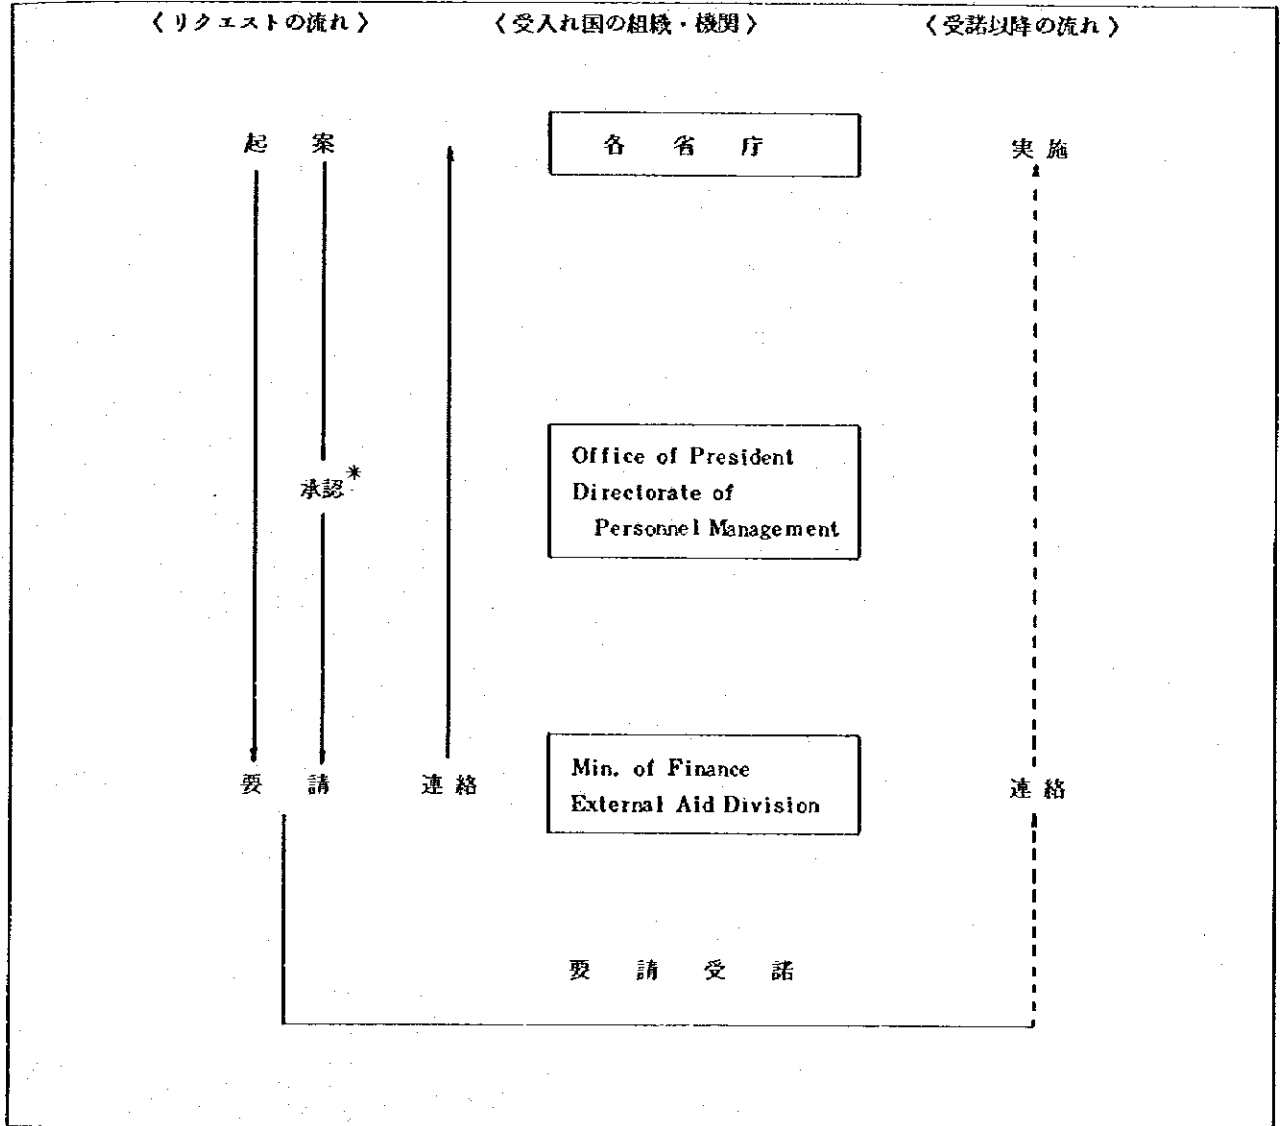 〈リクエストの流れ〉 〈受入れ国の組織・機関〉 〈受諾以降の流れ〉
起 案 各 省 庁 実 施
Office of President
Directorate of
承認*
Personnel Management
Min. of Finance
要 請 連 絡 連 絡
External Aid Division
要 請 受 諾